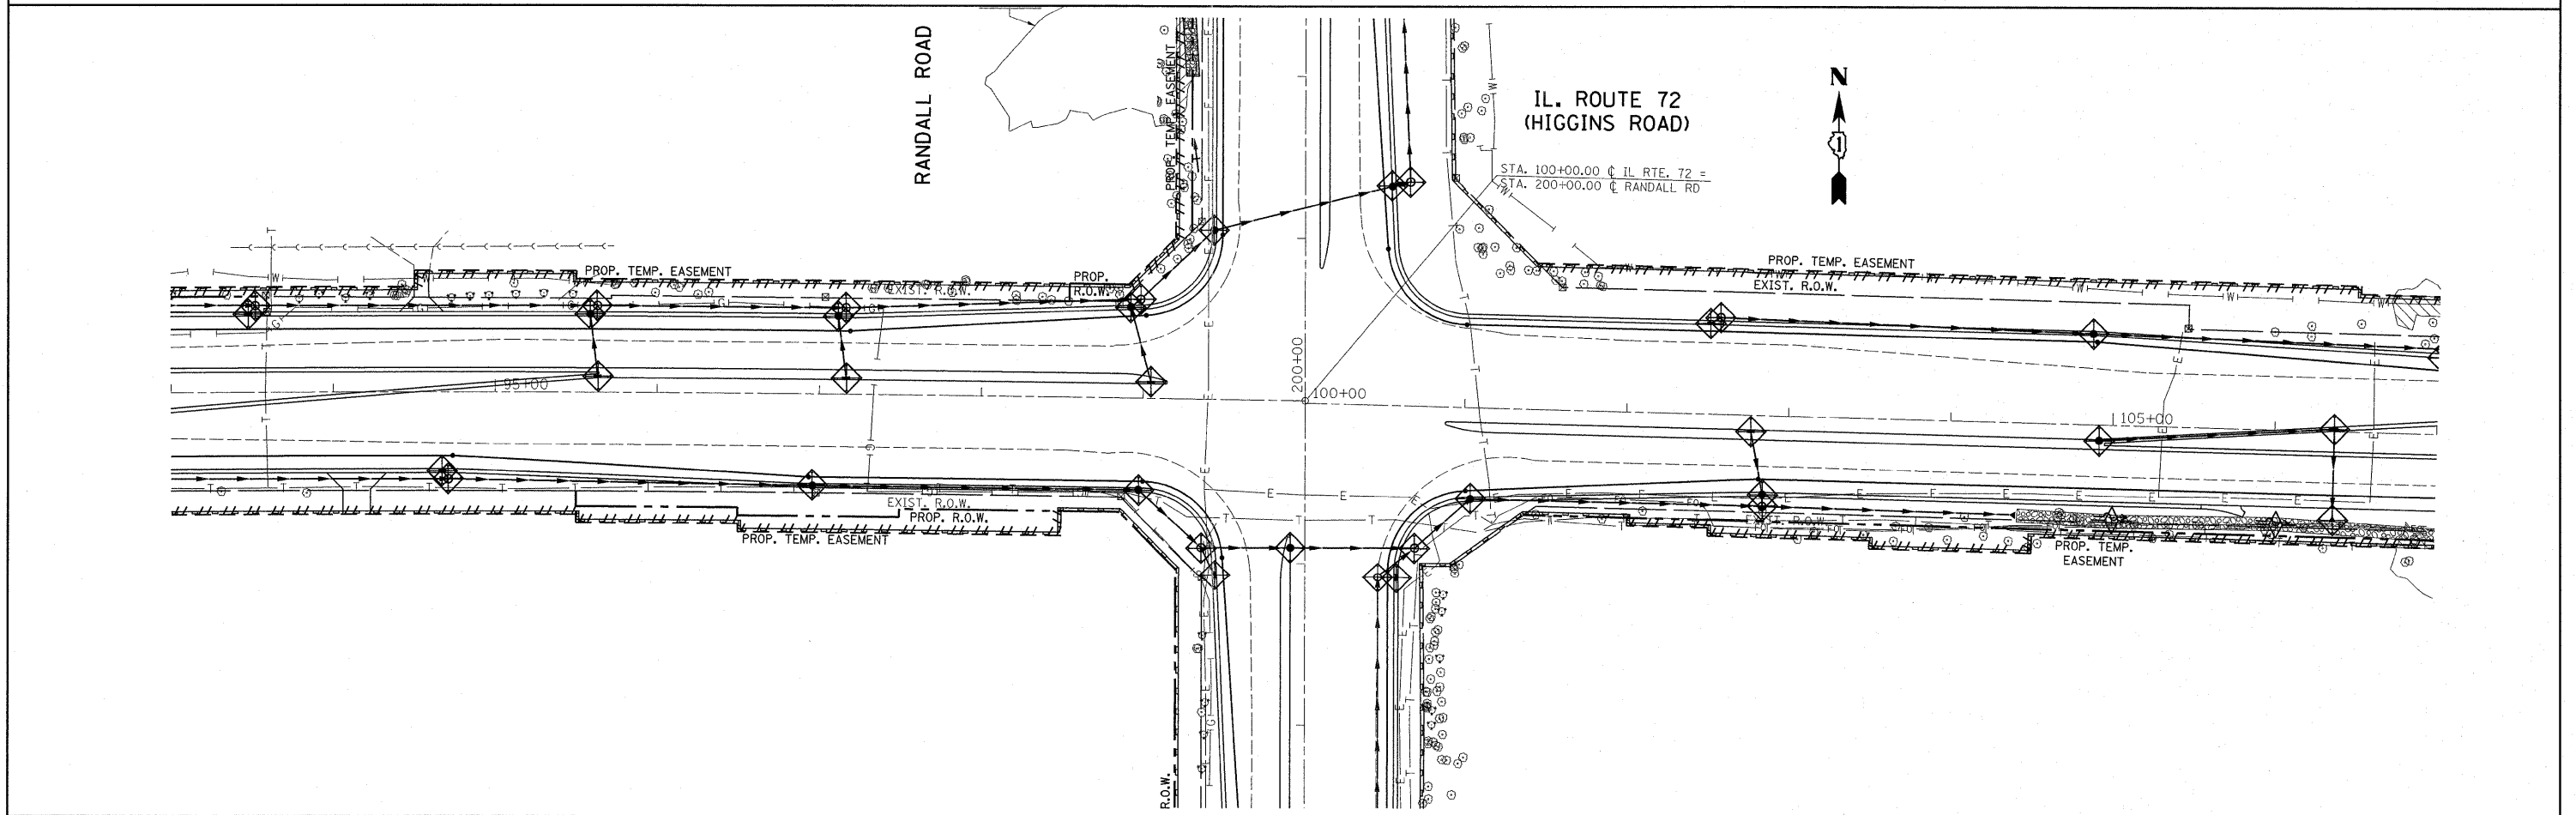 RANDALL ROAD
PROP. TEMP. EASEMENT
IL. ROUTE 72
(HIGGINS ROAD)
N
1
STA. 100+00.00 ℄ IL RTE. 72 =
STA. 200+00.00 ℄ RANDALL RD
PROP. TEMP. EASEMENT
EXIST. R.O.W.
PROP.
R.O.W.
PROP. TEMP. EASEMENT
EXIST. R.O.W.
95+00
200+00
100+00
105+00
EXIST. R.O.W.
PROP. R.O.W.
PROP. TEMP. EASEMENT
R.O.W.
PROP. TEMP.
EASEMENT
R.O.W.